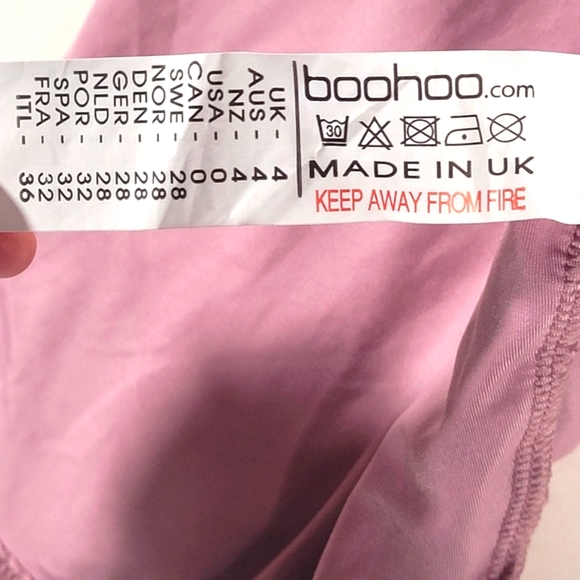 boohoo.com
30
MADE IN UK
KEEP AWAY FROM FIRE
UK - 4
AUS - 4
NZ - 4
USA - 0
CAN - 0
SWE - 28
NOR - 28
DEN - 28
GER - 28
NLD - 28
POR - 32
SPA - 32
FRA - 32
ITL - 36